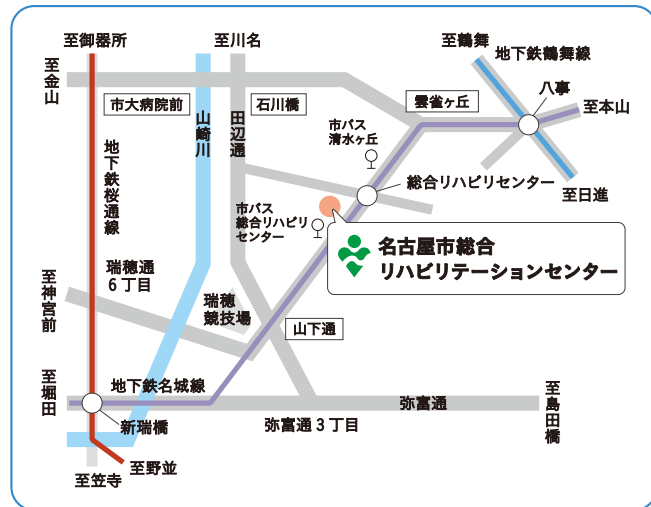 至御器所
至川名
至鶴舞
地下鉄鶴舞線
至金山
八事
市大病院前
石川橋
雲雀ヶ丘
至本山
山崎川
田辺通
市バス
清水ヶ丘
地下鉄桜通線
総合リハビリセンター
至日進
市バス
総合リハビリ
センター
名古屋市総合
リハビリテーションセンター
瑞穂通
6丁目
至神宮前
瑞穂
競技場
山下通
至堀田
地下鉄名城線
弥富通
至島田橋
新瑞橋
弥富通3丁目
至野並
至笠寺